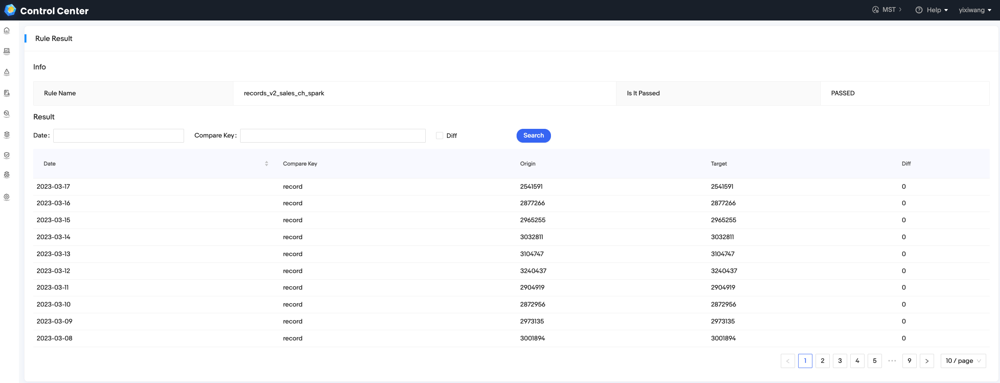 Control Center
MST Help yixiwang
Rule Result
Info
Rule Name records_v2_sales_ch_spark Is It Passed PASSED
Result
Date: Compare Key: Diff Search
Date Compare Key Origin Target Diff
2023-03-17 record 2541591 2541591 0
2023-03-16 record 2877266 2877266 0
2023-03-15 record 2965255 2965255 0
2023-03-14 record 3032811 3032811 0
2023-03-13 record 3104747 3104747 0
2023-03-12 record 3240437 3240437 0
2023-03-11 record 2904919 2904919 0
2023-03-10 record 2872956 2872956 0
2023-03-09 record 2973135 2973135 0
2023-03-08 record 3001894 3001894 0
< 1 2 3 4 5 ••• 9 > 10 / page